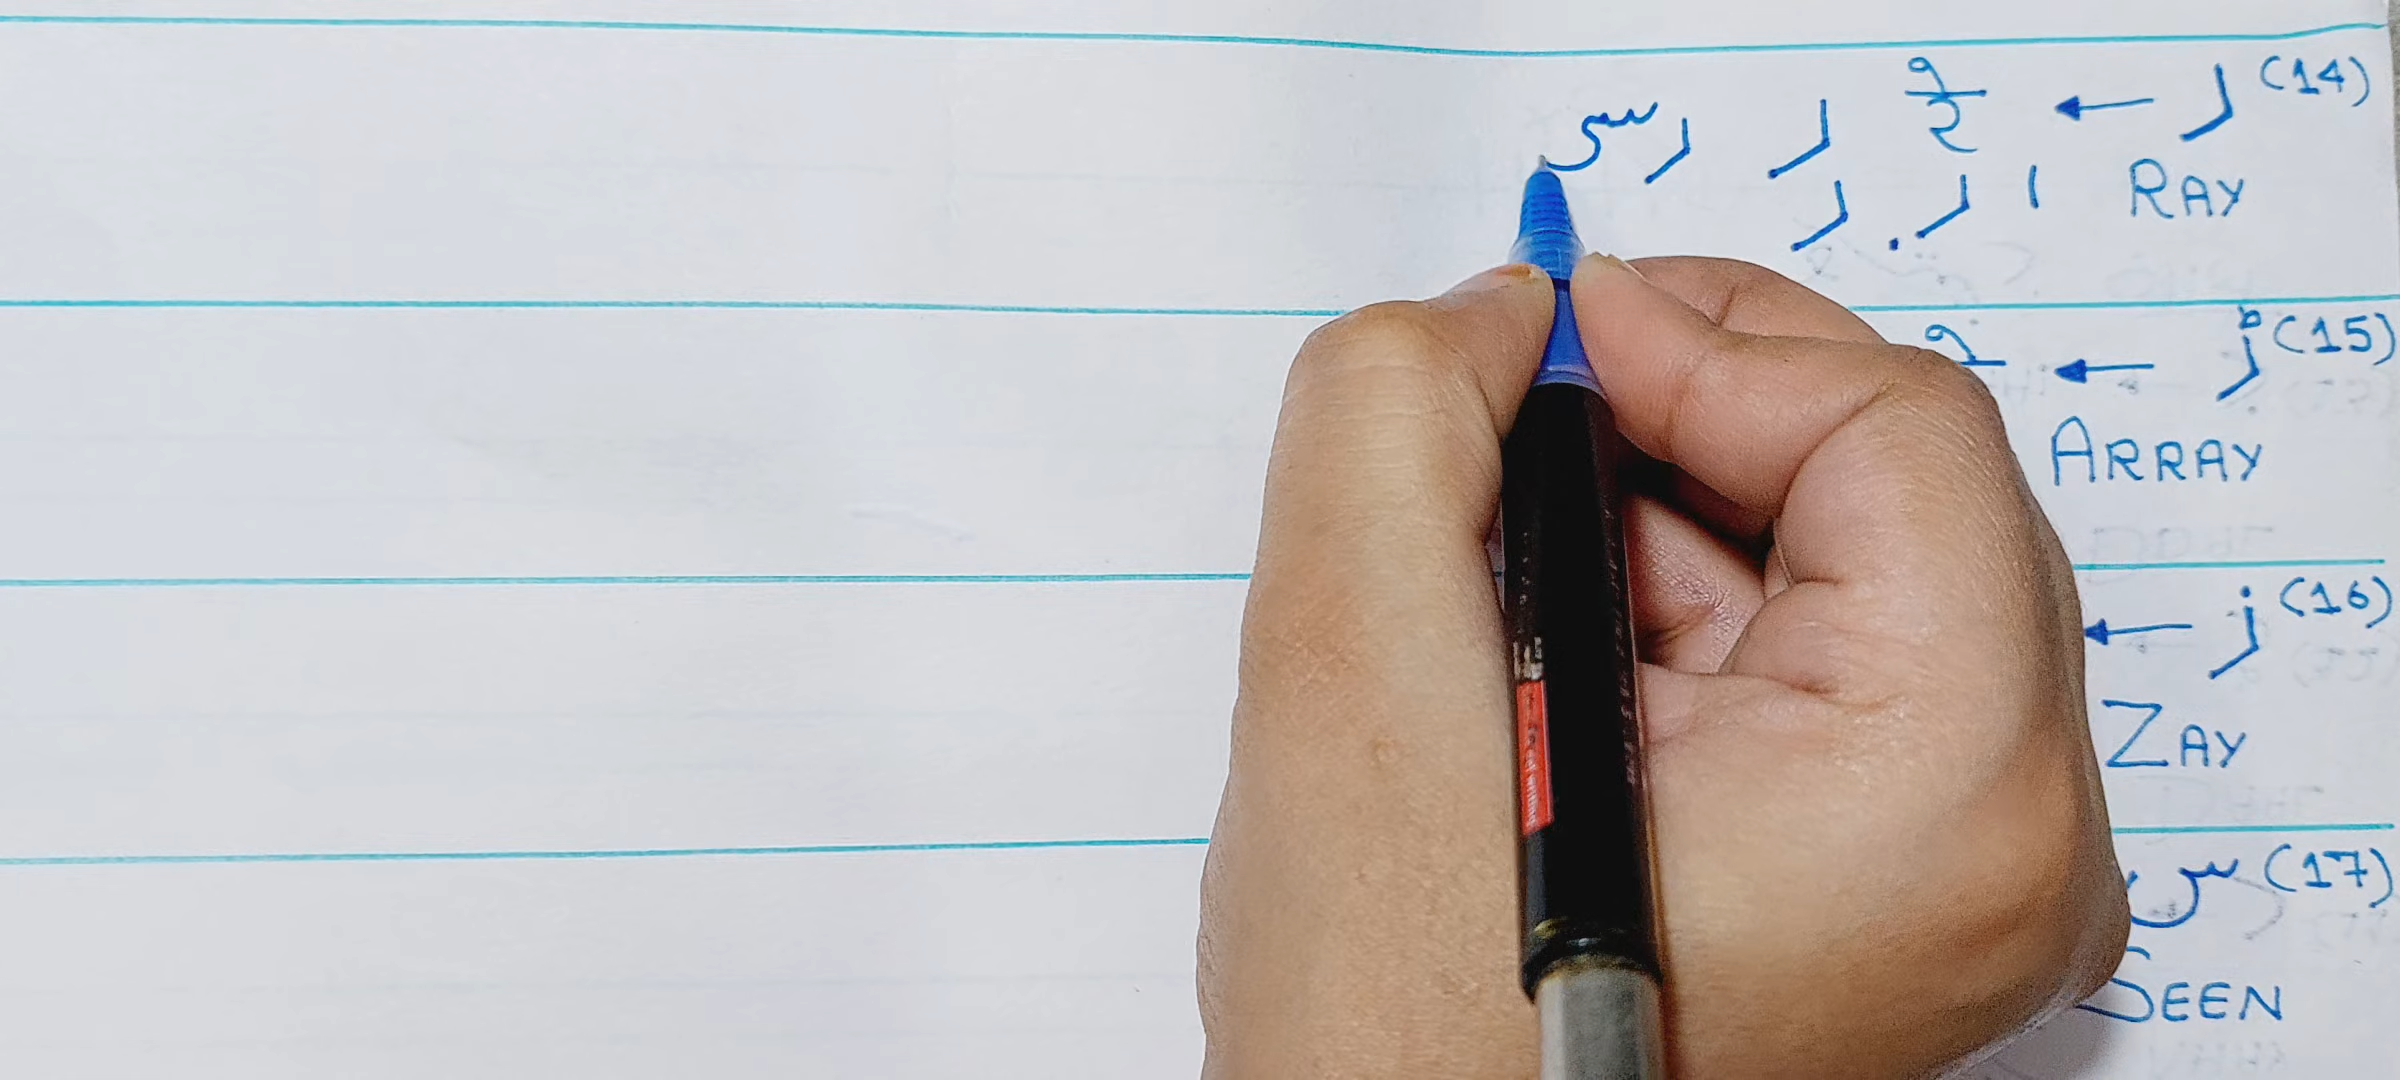 (14) ر ← रे ر رس
RAY ا ر . ر
(15) ڑ ←
ARRAY
(16) ز ←
ZAY
(17) س
SEEN